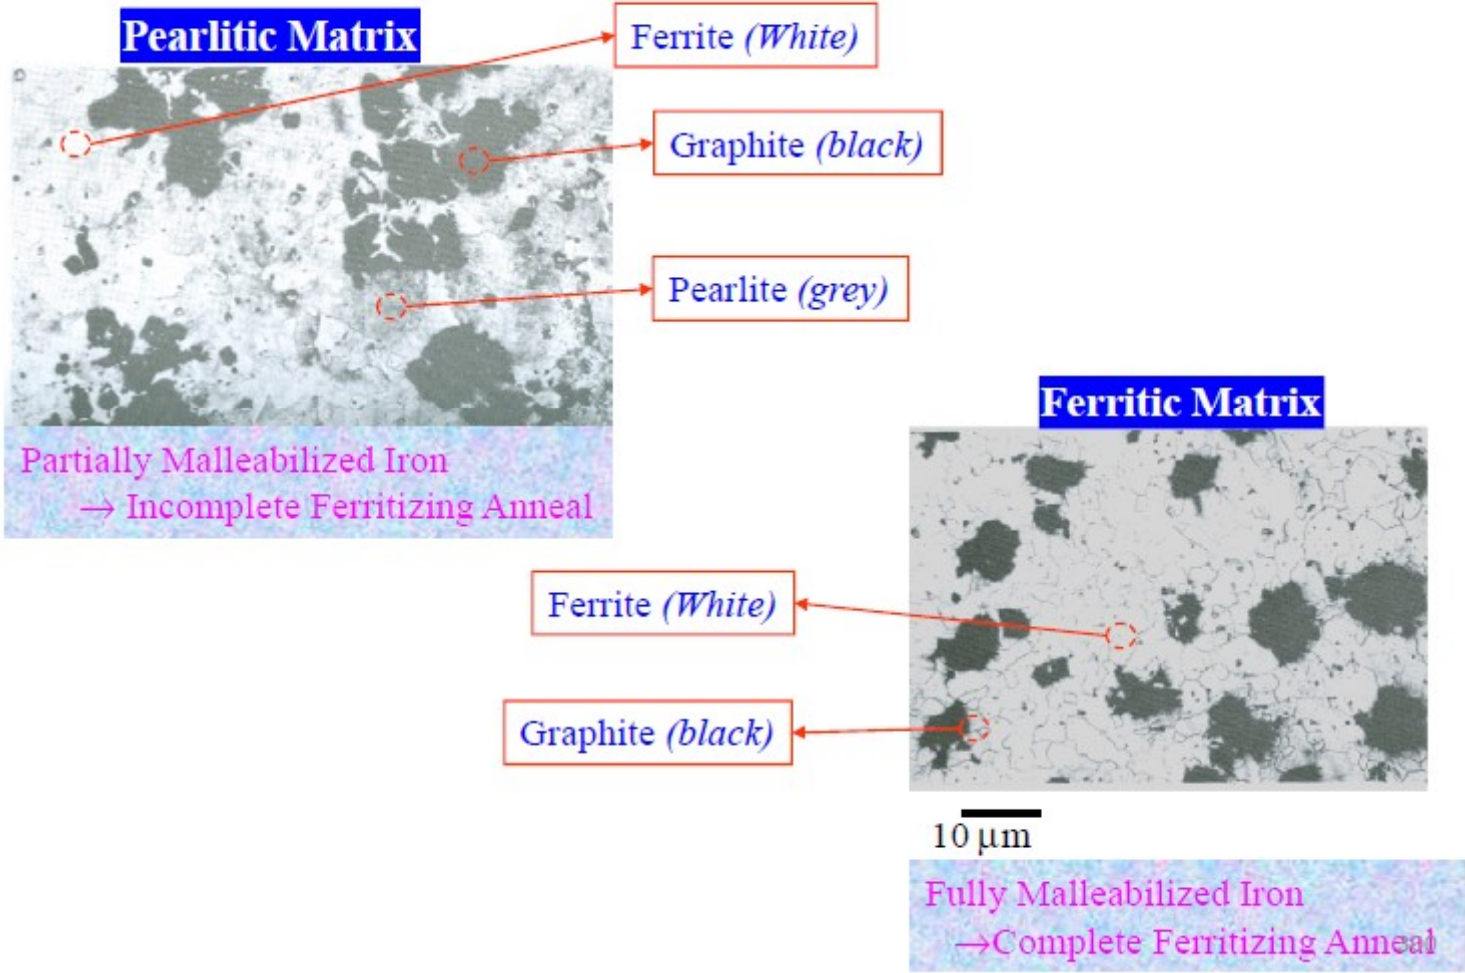 Pearlitic Matrix
Ferrite (White)
Graphite (black)
Pearlite (grey)
Partially Malleabilized Iron
→ Incomplete Ferritizing Anneal
Ferritic Matrix
Ferrite (White)
Graphite (black)
10 μm
Fully Malleabilized Iron
→Complete Ferritizing Anneal